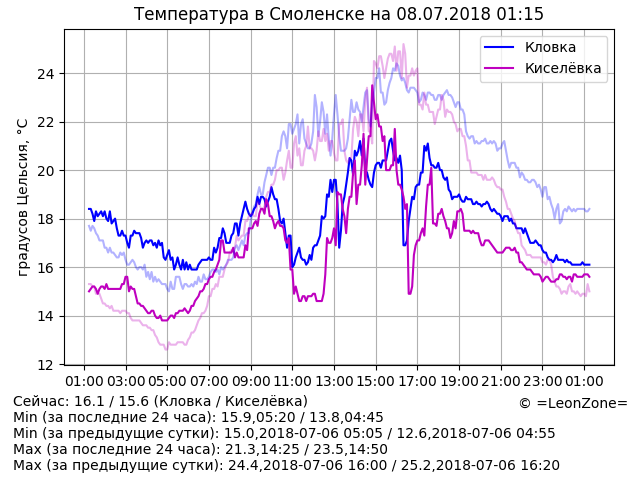 Температура в Смоленске на 08.07.2018 01:15
Кловка
Киселёвка
градусов Цельсия, °C
24
22
20
18
16
14
12
01:00 03:00 05:00 07:00 09:00 11:00 13:00 15:00 17:00 19:00 21:00 23:00 01:00
Сейчас: 16.1 / 15.6 (Кловка / Киселёвка)
© =LeonZone=
Min (за последние 24 часа): 15.9,05:20 / 13.8,04:45
Min (за предыдущие сутки): 15.0,2018-07-06 05:05 / 12.6,2018-07-06 04:55
Max (за последние 24 часа): 21.3,14:25 / 23.5,14:50
Max (за предыдущие сутки): 24.4,2018-07-06 16:00 / 25.2,2018-07-06 16:20